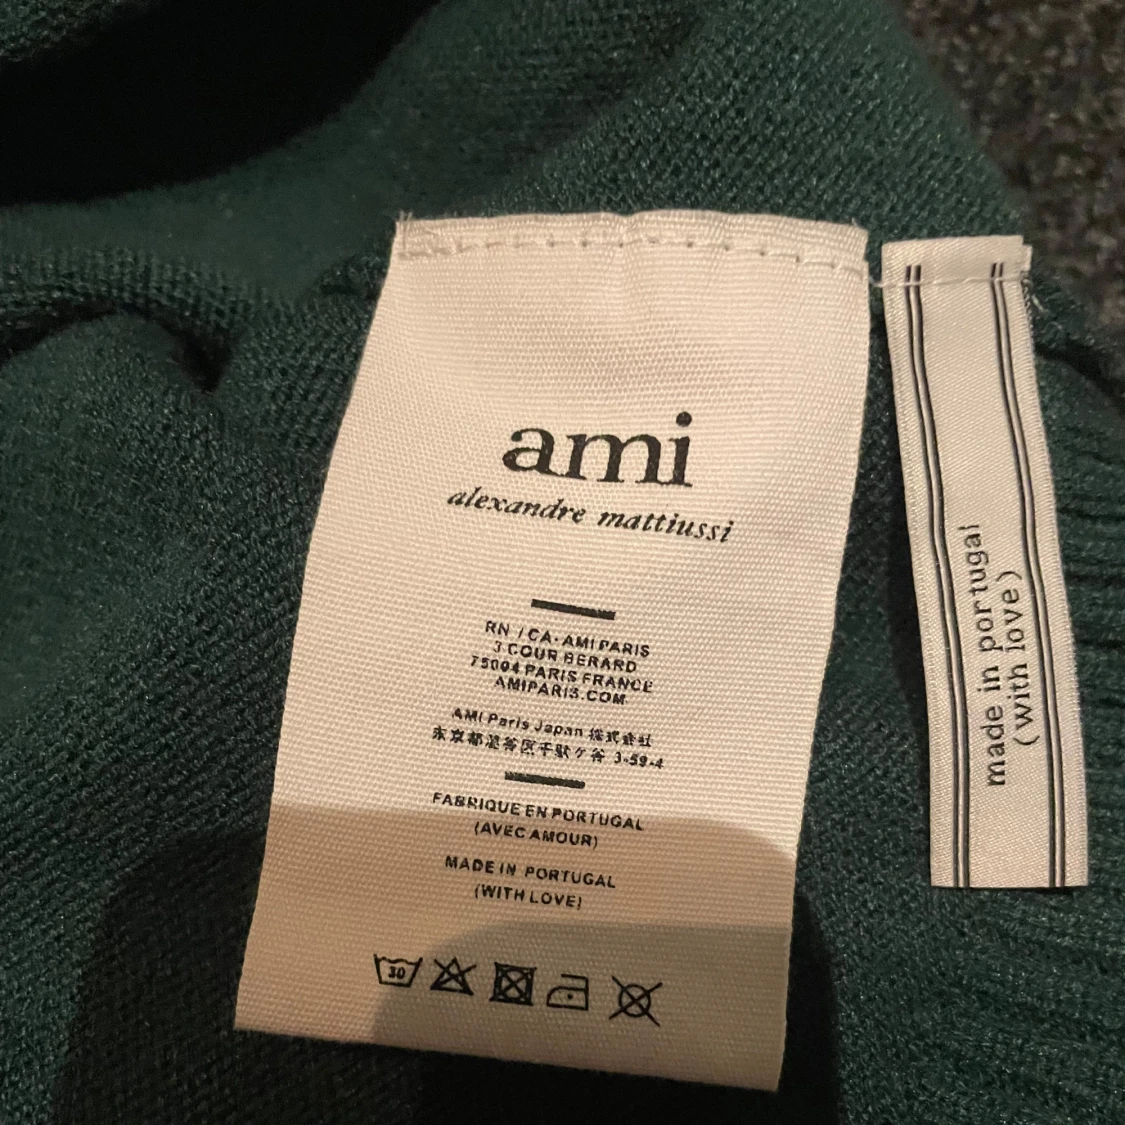 ami
alexandre mattiussi
RN / CA-AMI PARIS
3 COUR BERARD
75004 PARIS FRANCE
AMIPARIS.COM
AMI Paris Japan 株式会社
東京都渋谷区千駄ケ谷 3-59-4
FABRIQUE EN PORTUGAL
(AVEC AMOUR)
MADE IN PORTUGAL
(WITH LOVE)
30
made in portugal
(with love)